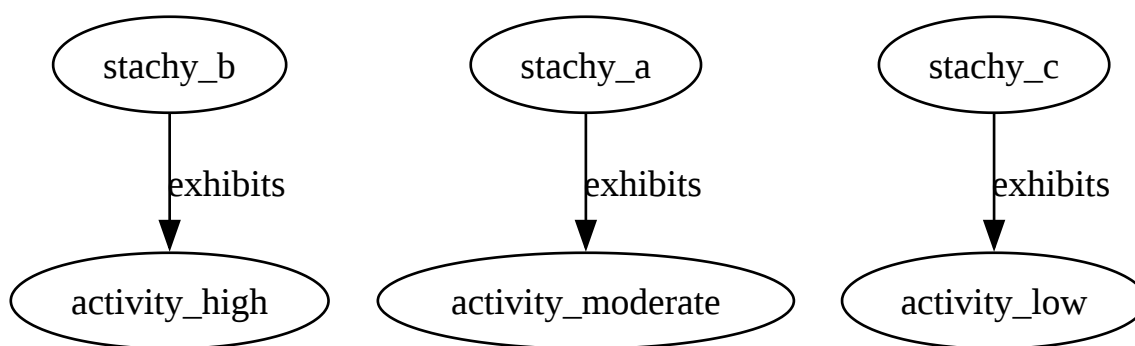 stachy_b stachy_a stachy_c
exhibits exhibits exhibits
activity_high activity_moderate activity_low